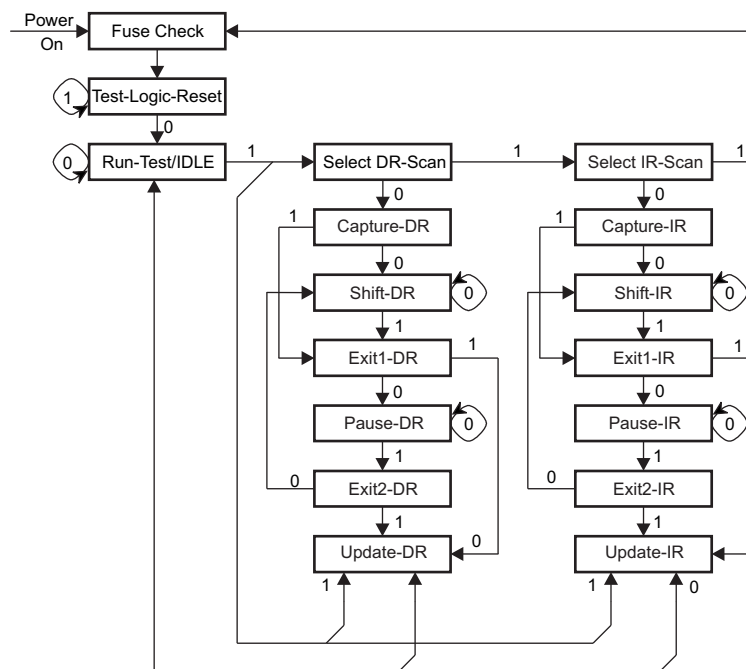 Power
On
Fuse Check
1
Test-Logic-Reset
0
0
Run-Test/IDLE
1
Select DR-Scan
1
Select IR-Scan
1
0
0
1
Capture-DR
1
Capture-IR
0
0
Shift-DR
0
Shift-IR
0
1
1
Exit1-DR
1
Exit1-IR
1
0
0
Pause-DR
0
Pause-IR
0
1
1
0
Exit2-DR
0
Exit2-IR
1
1
Update-DR
0
Update-IR
1
1
0